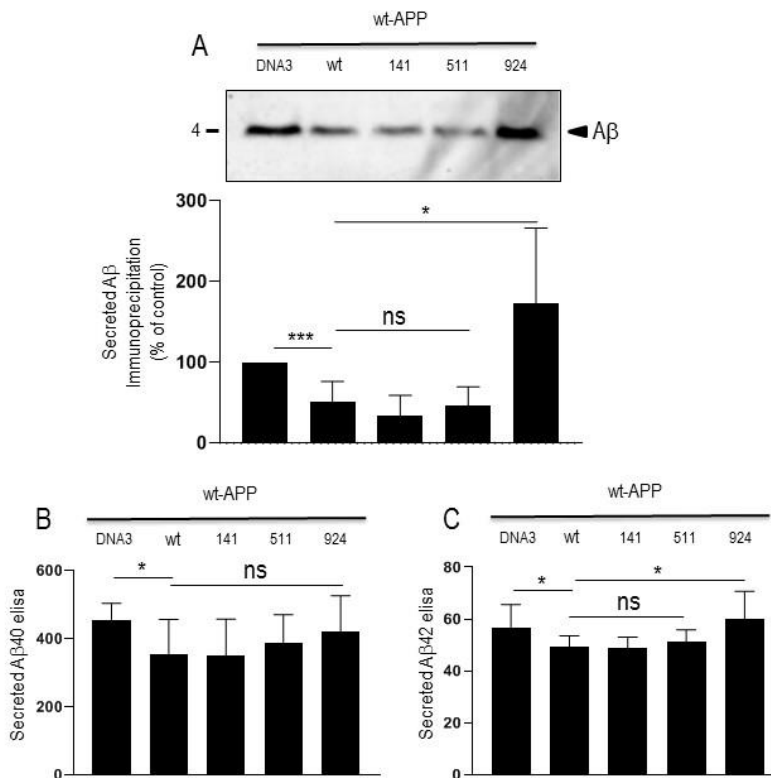 wt-APP
A
DNA3 wt 141 511 924
4
Aβ
300
200
100
0
Secreted Aβ
Immunoprecipitation
(% of control)
*
ns
***
wt-APP
B
DNA3 wt 141 511 924
600
400
200
0
Secreted Aβ40 elisa
*
ns
wt-APP
C
DNA3 wt 141 511 924
80
60
40
20
0
Secreted Aβ42 elisa
*
*
ns